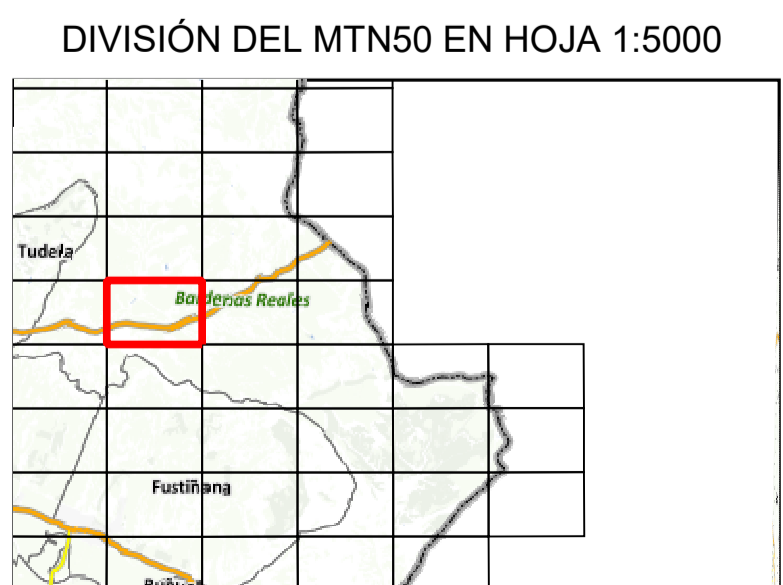 DIVISIÓN DEL MTN50 EN HOJA 1:5000
Tudela
Bardenas Reales
Fustiñana